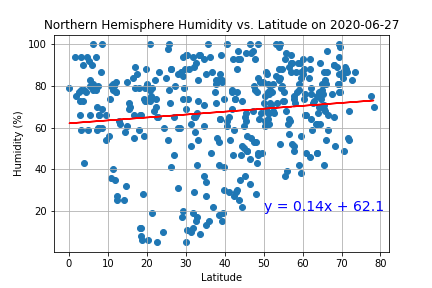 Northern Hemisphere Humidity vs. Latitude on 2020-06-27
100
80
60
40
20
Humidity (%)
y = 0.14x + 62.1
0 10 20 30 40 50 60 70 80
Latitude